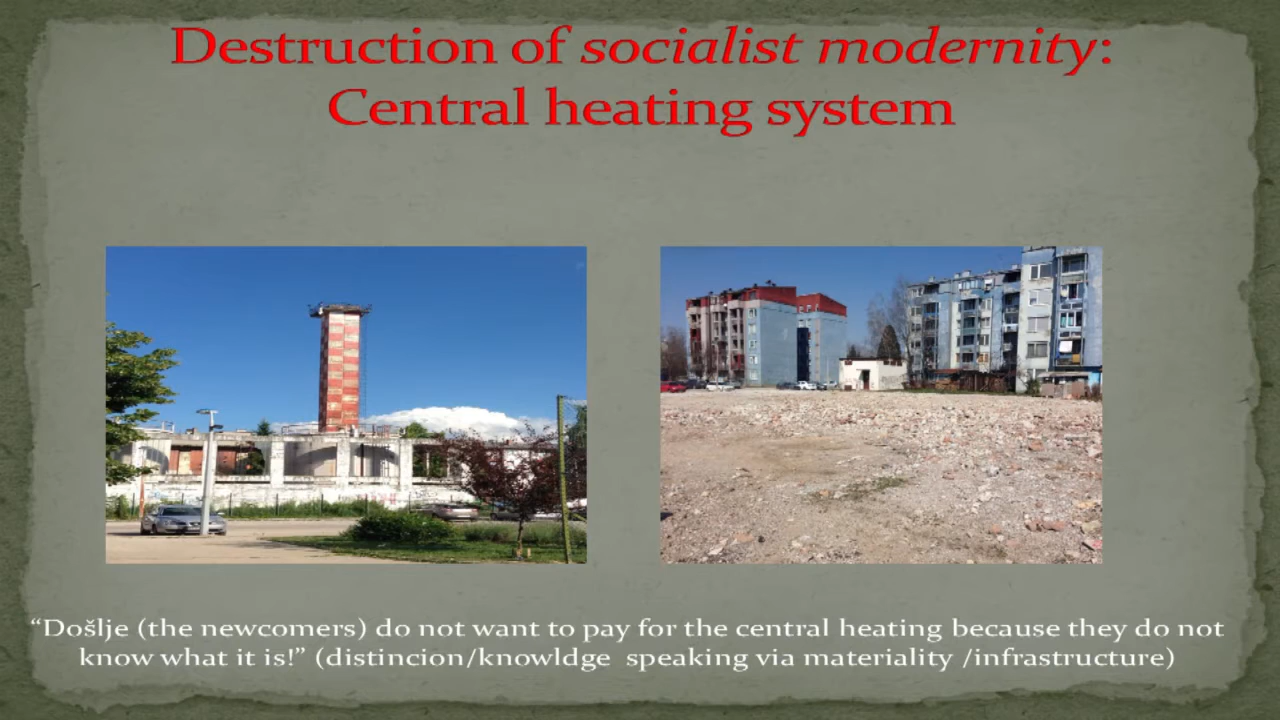 Destruction of socialist modernity:
Central heating system
“Došlje (the newcomers) do not want to pay for the central heating because they do not
know what it is!” (distincion/knowldge speaking via materiality /infrastructure)